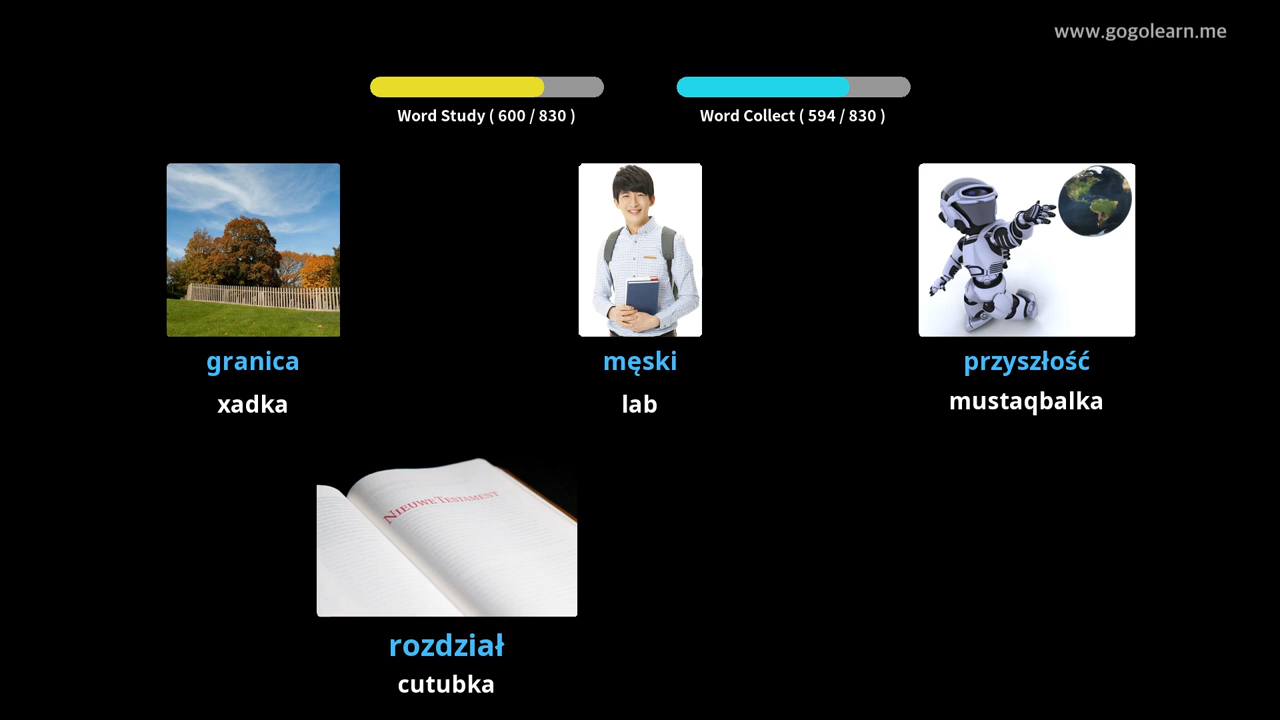 www.gogolearn.me
Word Study ( 600 / 830 )
Word Collect ( 594 / 830 )
granica
xadka
męski
lab
przyszłość
mustaqbalka
NIEUWE TESTAMENT
rozdział
cutubka